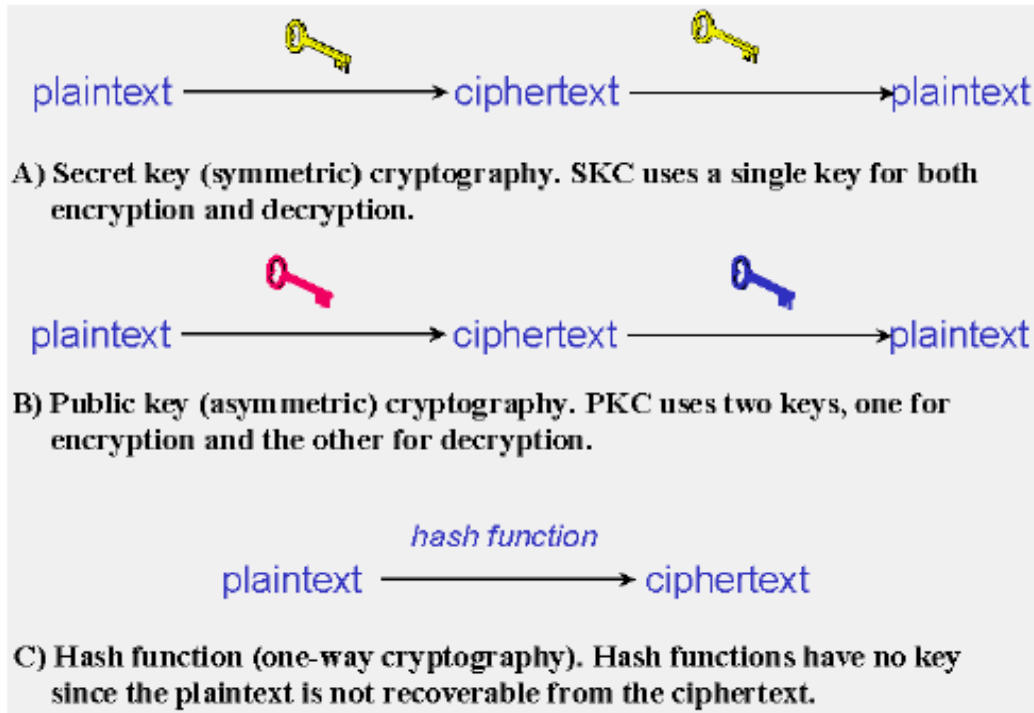 plaintext ciphertext plaintext
A) Secret key (symmetric) cryptography. SKC uses a single key for both
encryption and decryption.
plaintext ciphertext plaintext
B) Public key (asymmetric) cryptography. PKC uses two keys, one for
encryption and the other for decryption.
hash function
plaintext ciphertext
C) Hash function (one-way cryptography). Hash functions have no key
since the plaintext is not recoverable from the ciphertext.